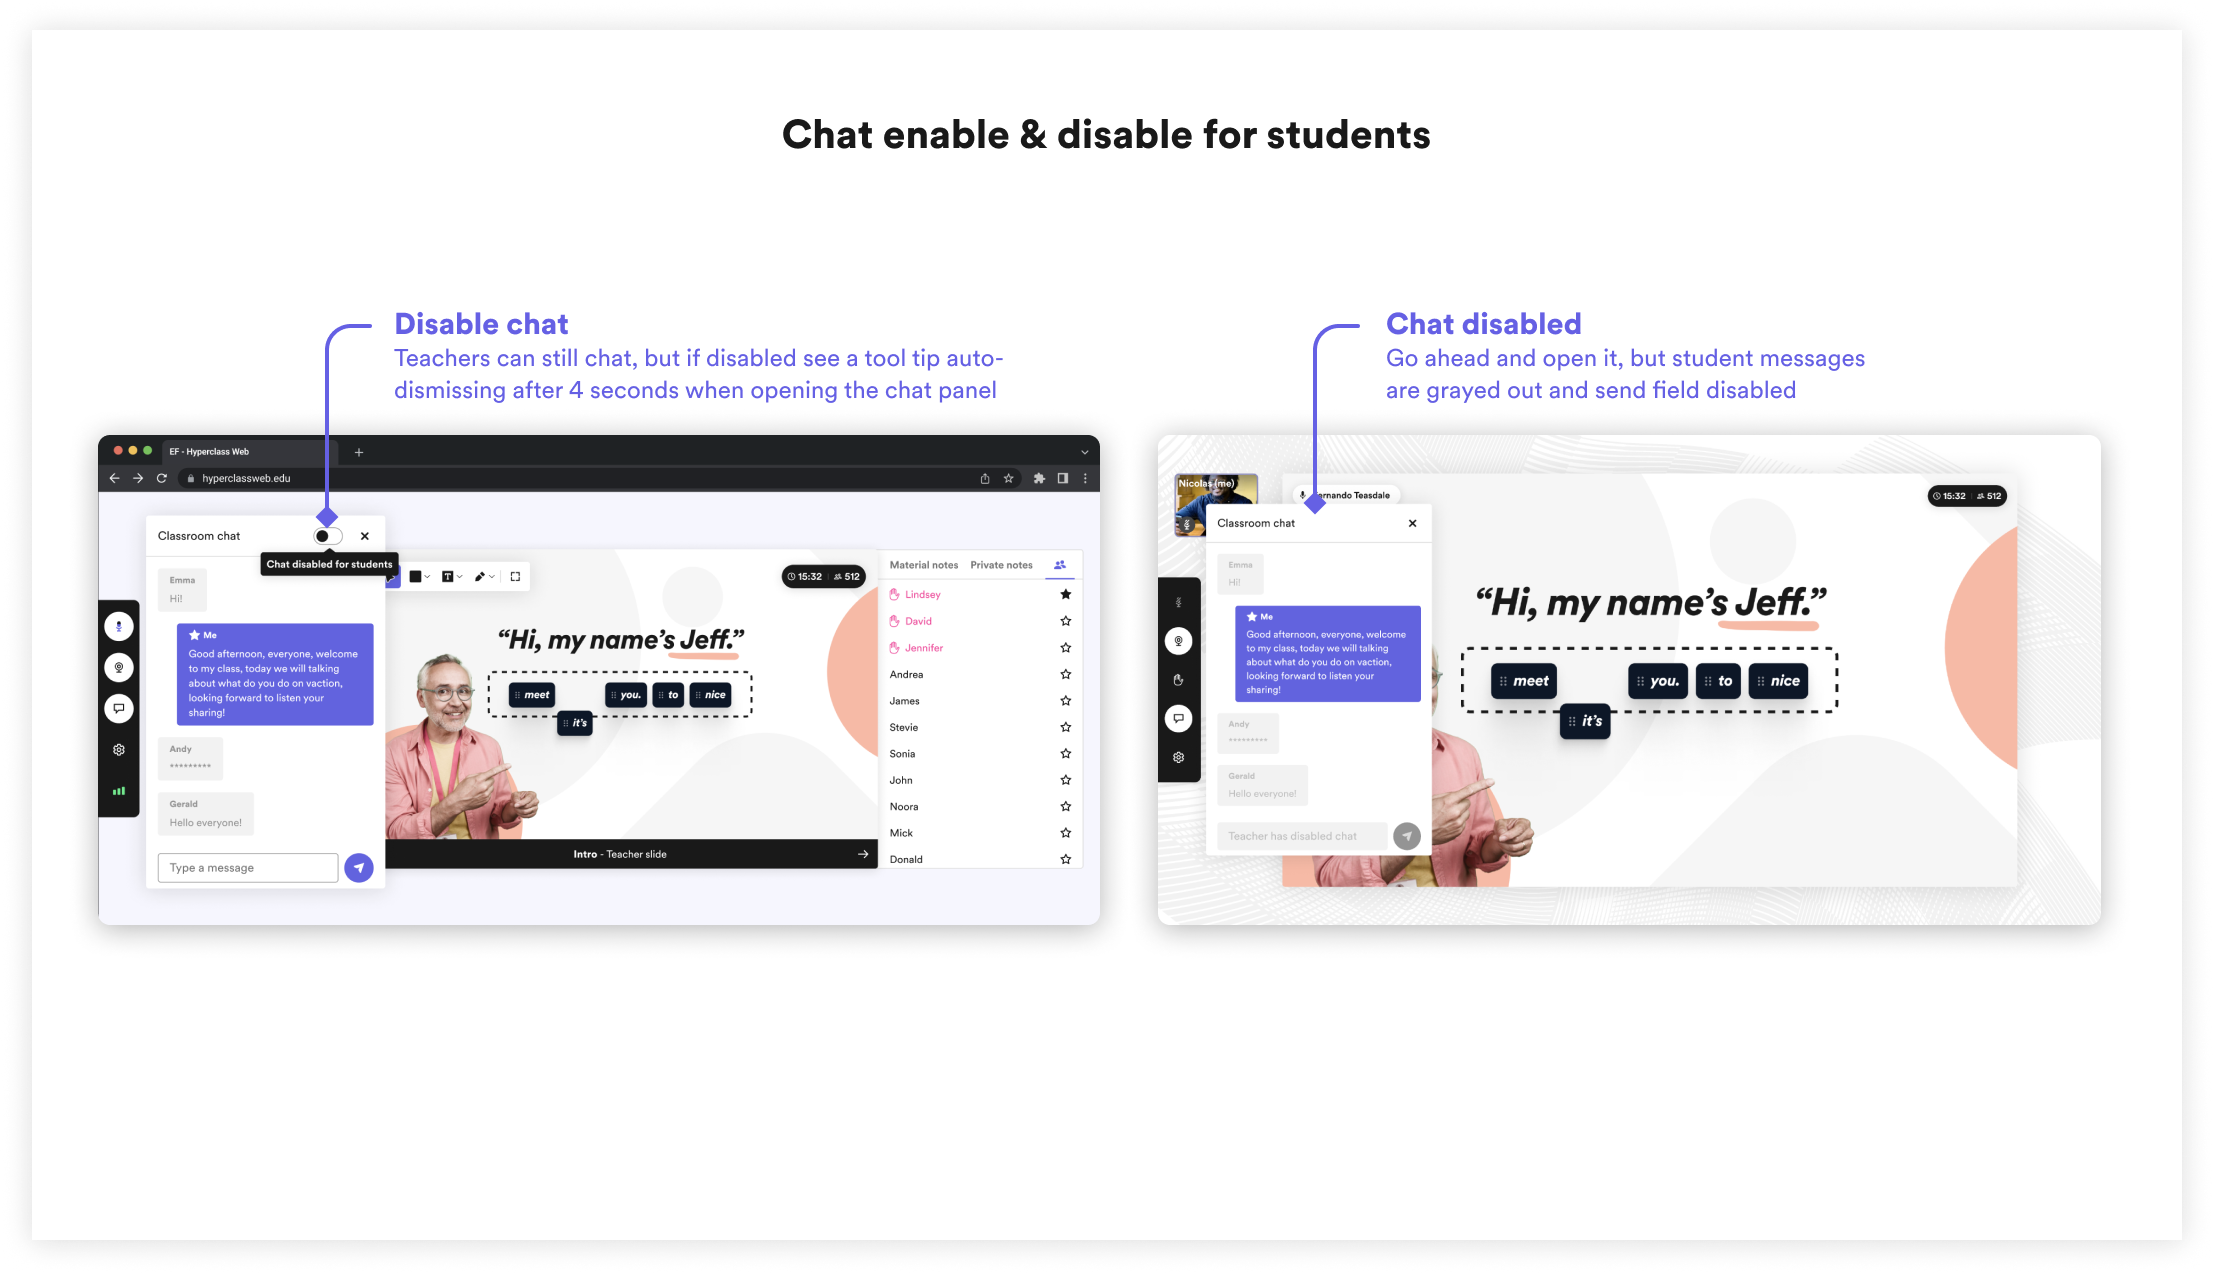 Chat enable & disable for students
Disable chat
Teachers can still chat, but if disabled see a tool tip auto-
dismissing after 4 seconds when opening the chat panel
EF - Hyperclass Web
hyperclassweb.edu
Classroom chat
Chat disabled for students
Emma
Hi!
Me
Good afternoon, everyone, welcome
to my class, today we will talking
about what do you do on vaction,
looking forward to listen your
sharing!
Andy
*********
Gerald
Hello everyone!
Type a message
T
15:32
512
“Hi, my name’s Jeff.”
meet
you.
to
nice
it’s
Intro - Teacher slide
Material notes
Private notes
Lindsey
David
Jennifer
Andrea
James
Stevie
Sonia
John
Noora
Mick
Donald
Chat disabled
Go ahead and open it, but student messages
are grayed out and send field disabled
Nicolas (me)
Teasdale
Classroom chat
Emma
Hi!
Me
Good afternoon, everyone, welcome
to my class, today we will talking
about what do you do on vaction,
looking forward to listen your
sharing!
Andy
*********
Gerald
Hello everyone!
Teacher has disabled chat
15:32
512
“Hi, my name’s Jeff.”
meet
you.
to
nice
it’s